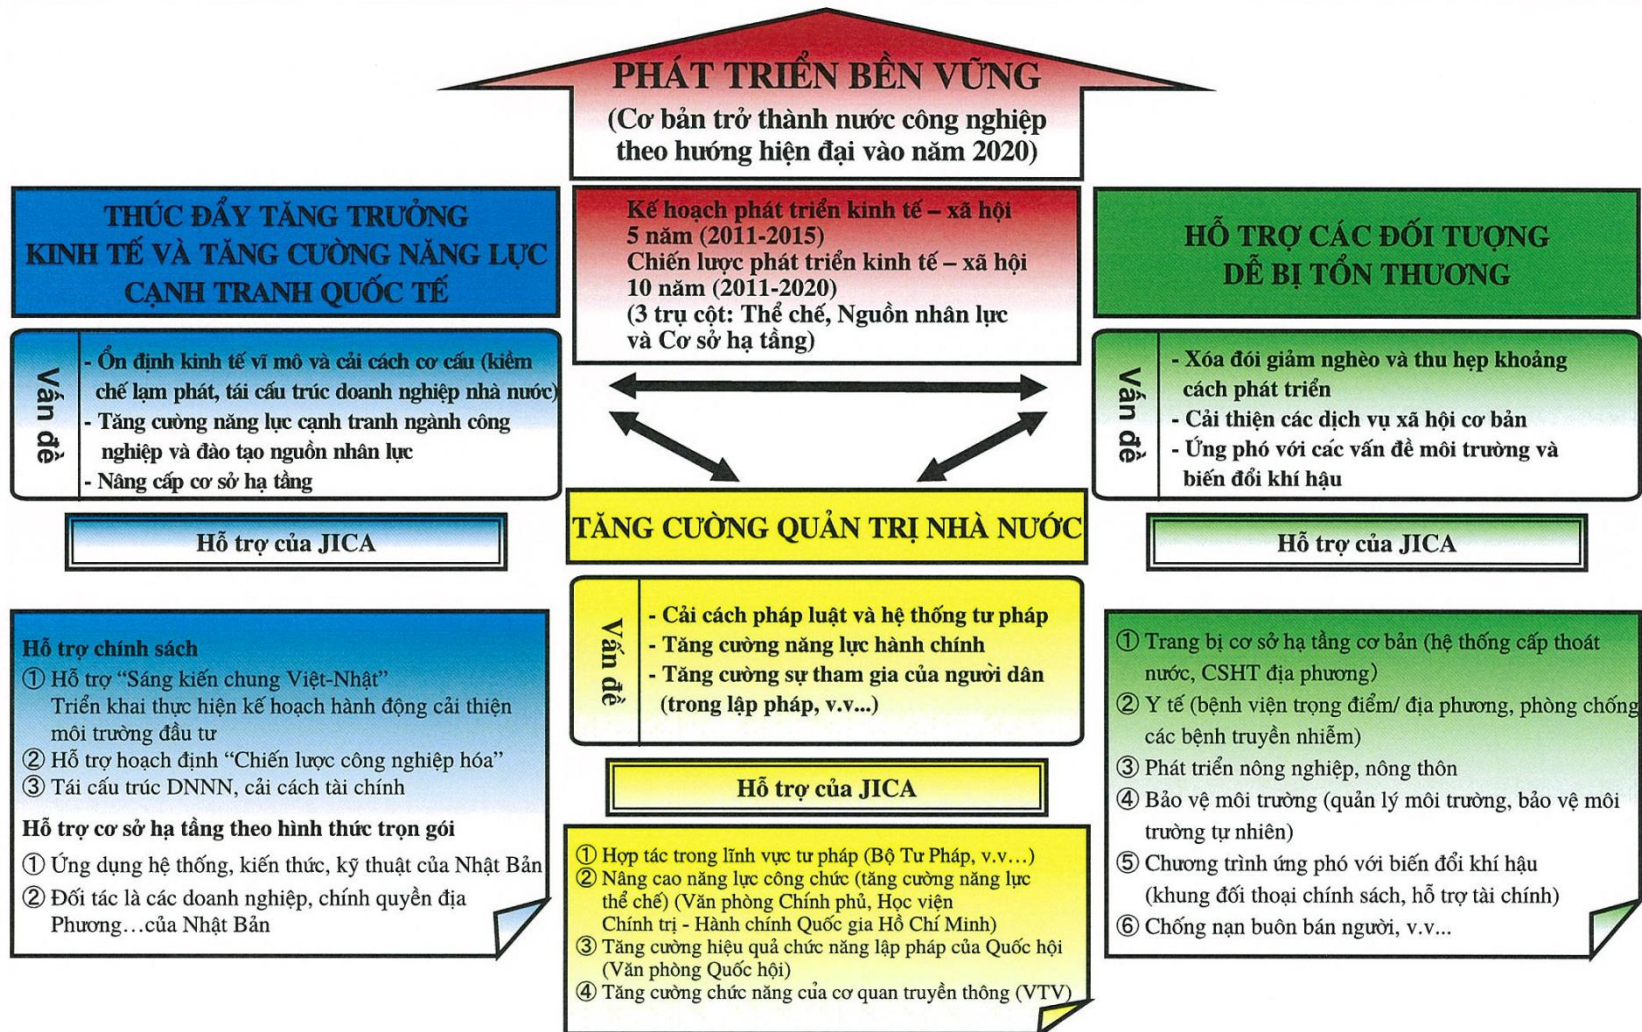 PHÁT TRIỂN BỀN VỮNG
(Cơ bản trở thành nước công nghiệp
theo hướng hiện đại vào năm 2020)
THÚC ĐẨY TĂNG TRƯỞNG
KINH TẾ VÀ TĂNG CƯỜNG NĂNG LỰC
CẠNH TRANH QUỐC TẾ
Vấn đề
- Ổn định kinh tế vĩ mô và cải cách cơ cấu (kiềm
chế lạm phát, tái cấu trúc doanh nghiệp nhà nước)
- Tăng cường năng lực cạnh tranh ngành công
nghiệp và đào tạo nguồn nhân lực
- Nâng cấp cơ sở hạ tầng
Hỗ trợ của JICA
Hỗ trợ chính sách
① Hỗ trợ “Sáng kiến chung Việt-Nhật”
Triển khai thực hiện kế hoạch hành động cải thiện
môi trường đầu tư
② Hỗ trợ hoạch định “Chiến lược công nghiệp hóa”
③ Tái cấu trúc DNNN, cải cách tài chính
Hỗ trợ cơ sở hạ tầng theo hình thức trọn gói
① Ứng dụng hệ thống, kiến thức, kỹ thuật của Nhật Bản
② Đối tác là các doanh nghiệp, chính quyền địa
Phương…của Nhật Bản
Kế hoạch phát triển kinh tế – xã hội
5 năm (2011-2015)
Chiến lược phát triển kinh tế – xã hội
10 năm (2011-2020)
(3 trụ cột: Thể chế, Nguồn nhân lực
và Cơ sở hạ tầng)
TĂNG CƯỜNG QUẢN TRỊ NHÀ NƯỚC
Vấn đề
- Cải cách pháp luật và hệ thống tư pháp
- Tăng cường năng lực hành chính
- Tăng cường sự tham gia của người dân
(trong lập pháp, v.v...)
Hỗ trợ của JICA
① Hợp tác trong lĩnh vực tư pháp (Bộ Tư Pháp, v.v…)
② Nâng cao năng lực công chức (tăng cường năng lực
thể chế) (Văn phòng Chính phủ, Học viện
Chính trị - Hành chính Quốc gia Hồ Chí Minh)
③ Tăng cường hiệu quả chức năng lập pháp của Quốc hội
(Văn phòng Quốc hội)
④ Tăng cường chức năng của cơ quan truyền thông (VTV)
HỖ TRỢ CÁC ĐỐI TƯỢNG
DỄ BỊ TỔN THƯƠNG
Vấn đề
- Xóa đói giảm nghèo và thu hẹp khoảng
cách phát triển
- Cải thiện các dịch vụ xã hội cơ bản
- Ứng phó với các vấn đề môi trường và
biến đổi khí hậu
Hỗ trợ của JICA
① Trang bị cơ sở hạ tầng cơ bản (hệ thống cấp thoát
nước, CSHT địa phương)
② Y tế (bệnh viện trọng điểm/ địa phương, phòng chống
các bệnh truyền nhiễm)
③ Phát triển nông nghiệp, nông thôn
④ Bảo vệ môi trường (quản lý môi trường, bảo vệ môi
trường tự nhiên)
⑤ Chương trình ứng phó với biến đổi khí hậu
(khung đối thoại chính sách, hỗ trợ tài chính)
⑥ Chống nạn buôn bán người, v.v...